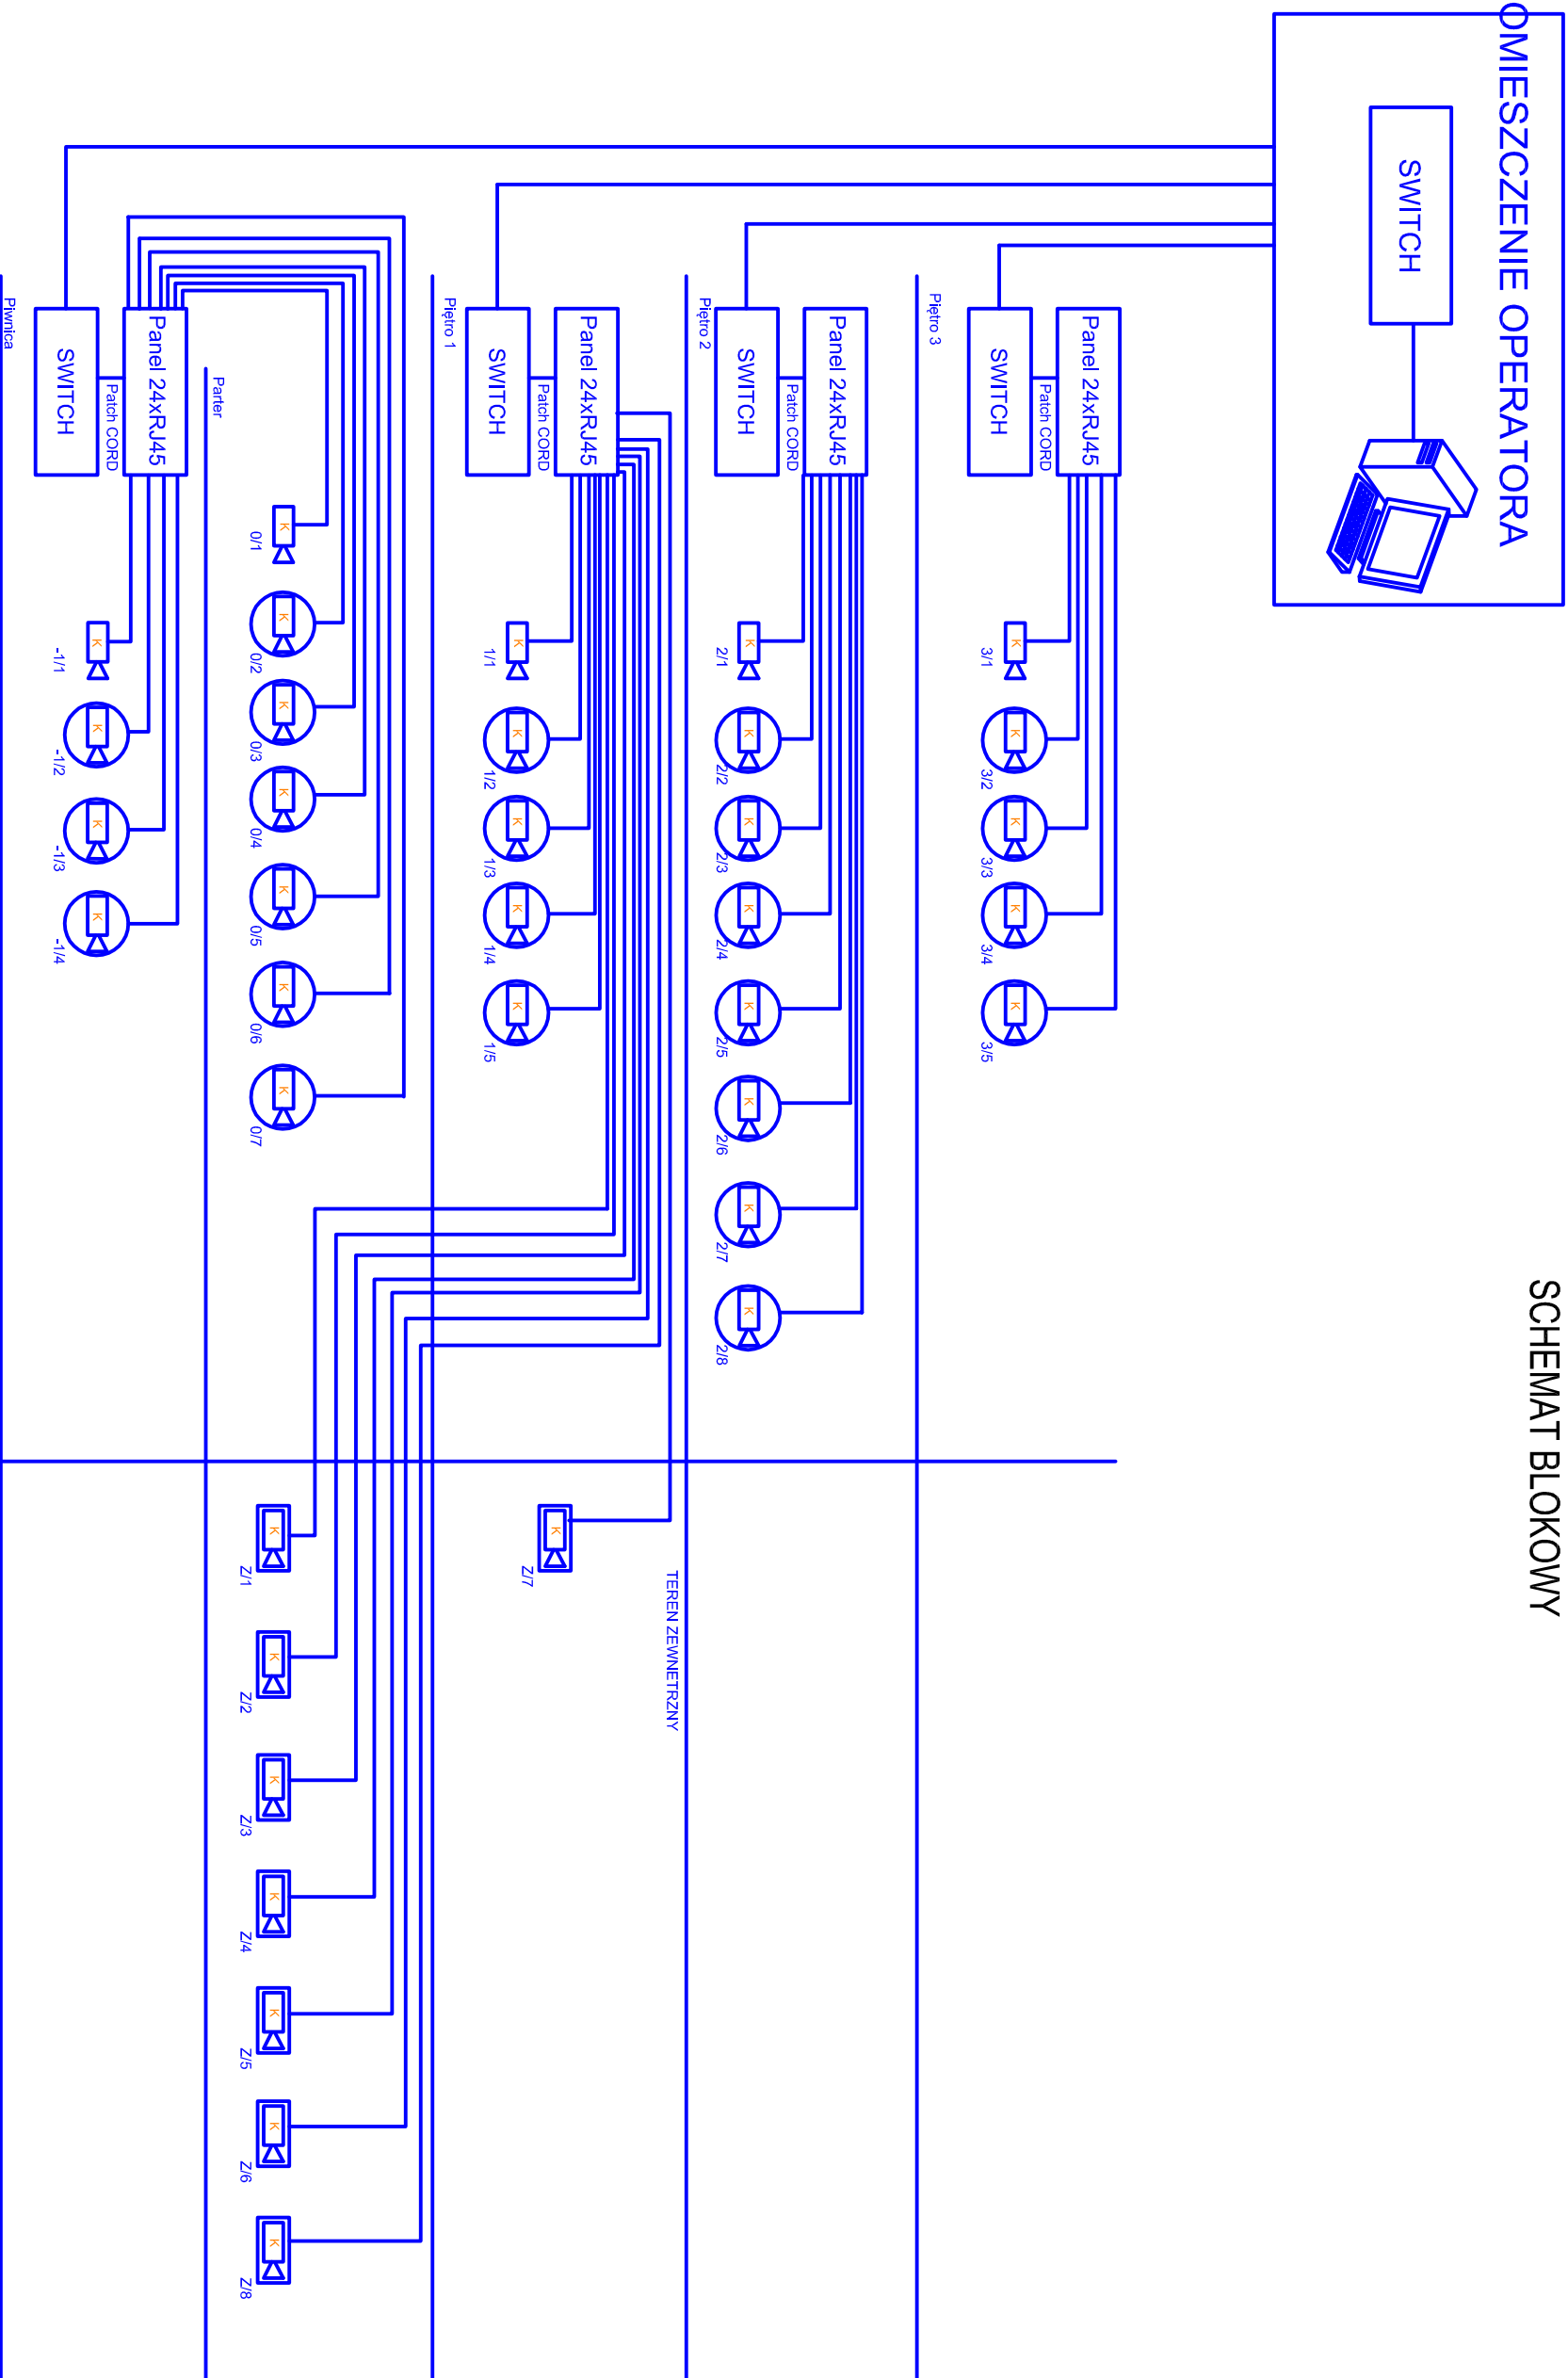 SCHEMAT BLOKOWY
OMIESZCZENIE OPERATORA
SWITCH
Piętro 3
Panel 24xRJ45
Patch CORD
SWITCH
K
K
K
K
K
3/1
3/2
3/3
3/4
3/5
Piętro 2
Panel 24xRJ45
Patch CORD
SWITCH
K
K
K
K
K
K
K
K
2/1
2/2
2/3
2/4
2/5
2/6
2/7
2/8
TEREN ZEWNETRZNY
Piętro 1
Panel 24xRJ45
Patch CORD
SWITCH
K
K
K
K
K
K
1/1
1/2
1/3
1/4
1/5
Z/7
Parter
K
K
K
K
K
K
K
0/1
0/2
0/3
0/4
0/5
0/6
0/7
K
K
K
K
K
K
K
Z/1
Z/2
Z/3
Z/4
Z/5
Z/6
Z/8
Panel 24xRJ45
Patch CORD
SWITCH
K
K
K
K
-1/1
-1/2
-1/3
-1/4
Piwnica